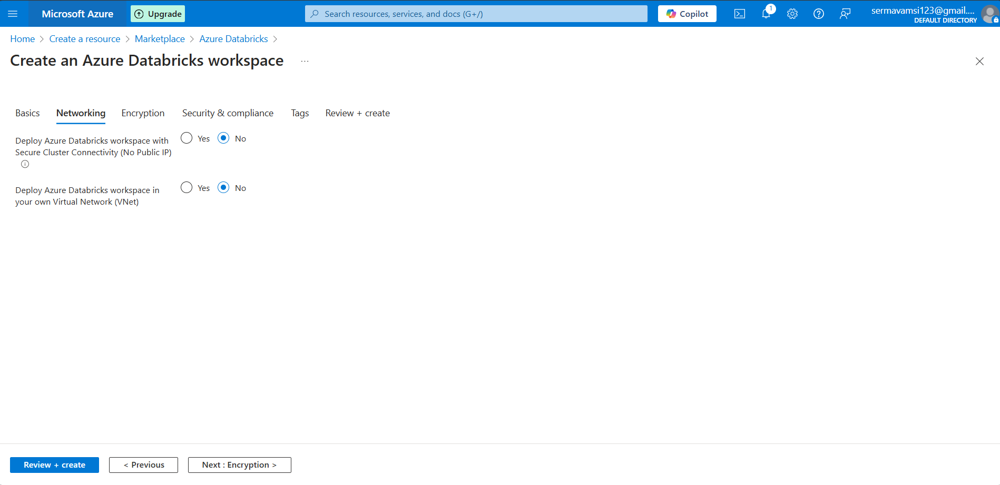 Microsoft Azure
Upgrade
Search resources, services, and docs (G+/)
Copilot
1
sermavamsi123@gmail....
DEFAULT DIRECTORY
Home > Create a resource > Marketplace > Azure Databricks >
Create an Azure Databricks workspace ...
Basics Networking Encryption Security & compliance Tags Review + create
Deploy Azure Databricks workspace with
Secure Cluster Connectivity (No Public IP)
Yes No
Deploy Azure Databricks workspace in
your own Virtual Network (VNet)
Yes No
Review + create
< Previous
Next : Encryption >